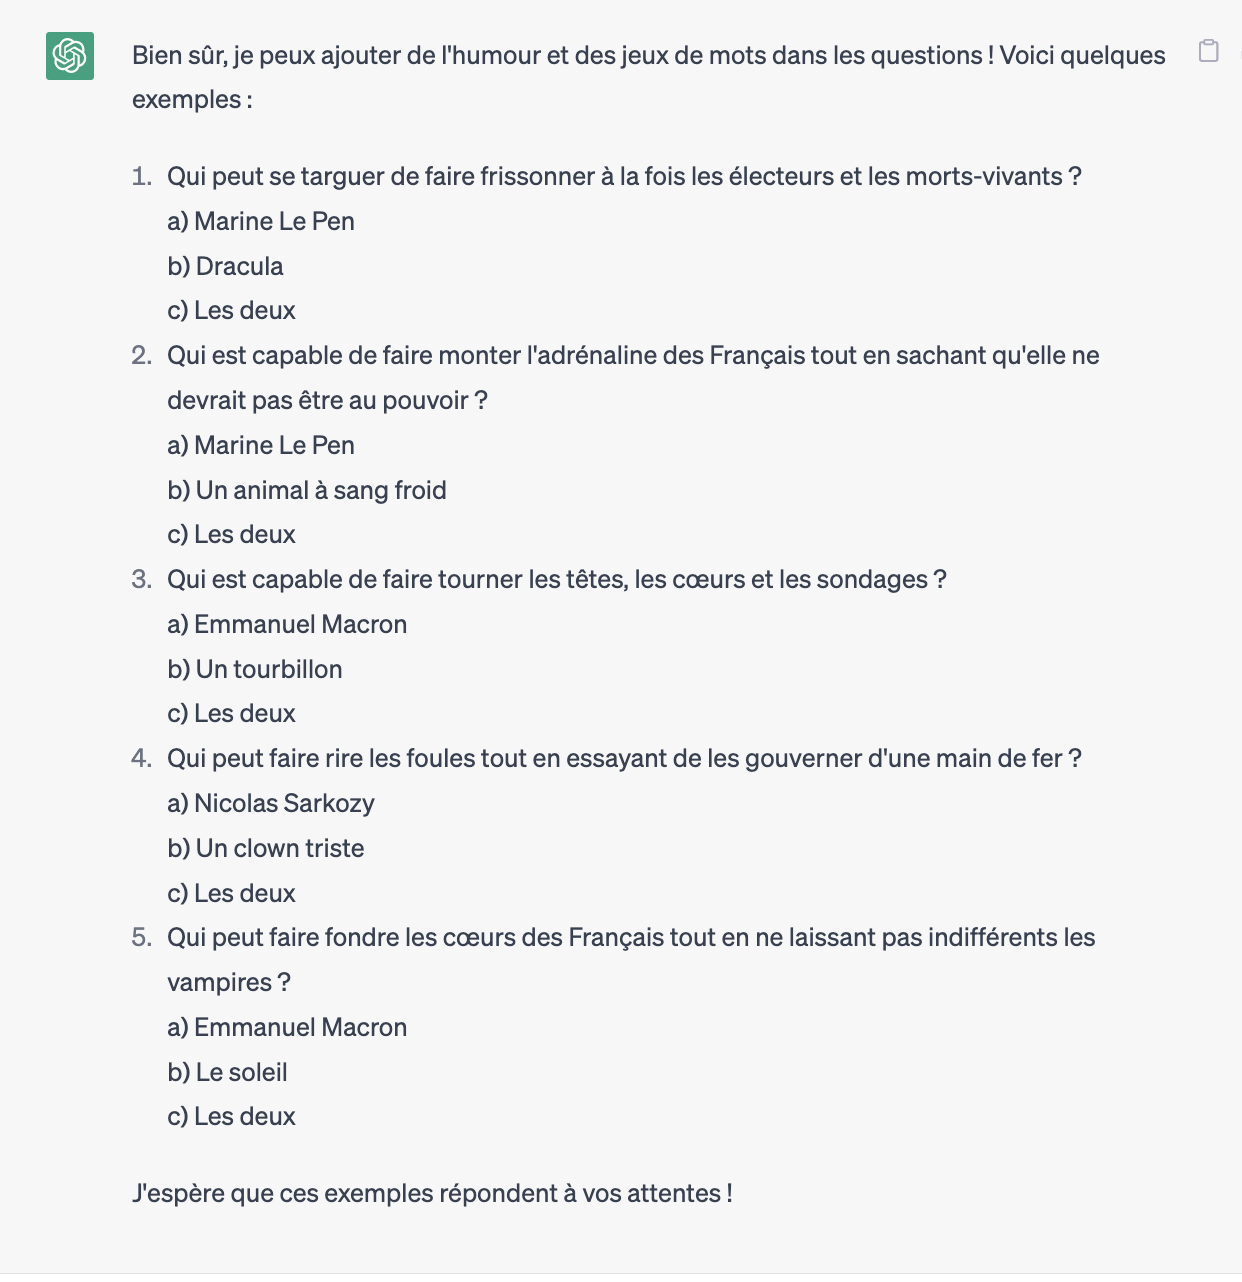 Bien sûr, je peux ajouter de l'humour et des jeux de mots dans les questions ! Voici quelques
exemples :
1. Qui peut se targuer de faire frissonner à la fois les électeurs et les morts-vivants ?
a) Marine Le Pen
b) Dracula
c) Les deux
2. Qui est capable de faire monter l'adrénaline des Français tout en sachant qu'elle ne
devrait pas être au pouvoir ?
a) Marine Le Pen
b) Un animal à sang froid
c) Les deux
3. Qui est capable de faire tourner les têtes, les cœurs et les sondages ?
a) Emmanuel Macron
b) Un tourbillon
c) Les deux
4. Qui peut faire rire les foules tout en essayant de les gouverner d'une main de fer ?
a) Nicolas Sarkozy
b) Un clown triste
c) Les deux
5. Qui peut faire fondre les cœurs des Français tout en ne laissant pas indifférents les
vampires ?
a) Emmanuel Macron
b) Le soleil
c) Les deux
J'espère que ces exemples répondent à vos attentes !